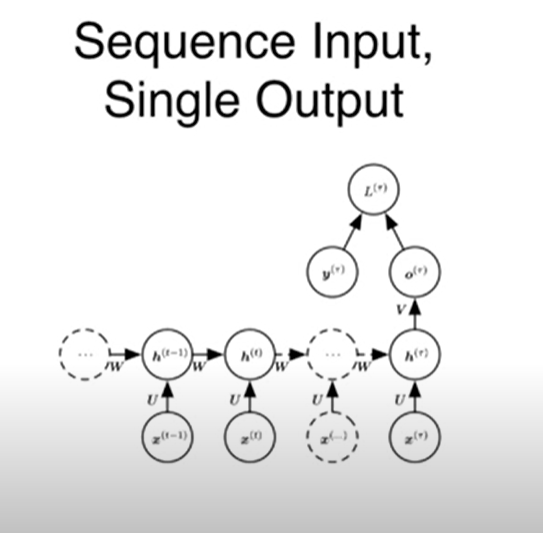 Sequence Input,
Single Output
L(τ)
y(τ) o(τ)
V
... h(t−1) h(t) ... h(τ)
W W W W
U U U U
x(t−1) x(t) x(...) x(τ)